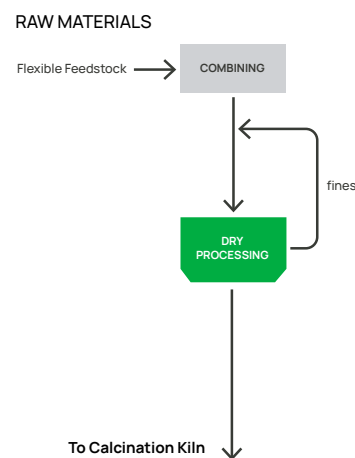 RAW MATERIALS
Flexible Feedstock
COMBINING
fines
DRY
PROCESSING
To Calcination Kiln